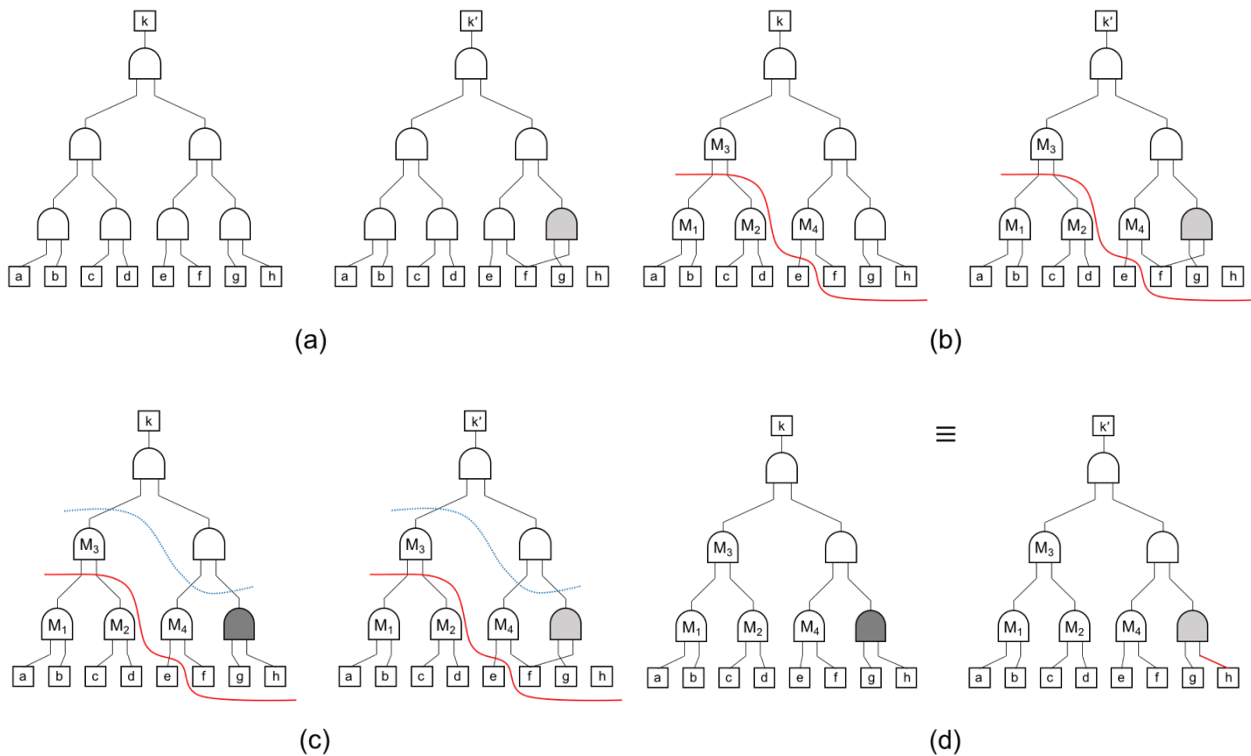 k k′ k k′
M₃ M₃
M₁ M₂ M₄ M₁ M₂ M₄
a b c d e f g h a b c d e f g h a b c d e f g h a b c d e f g h
(a) (b)
k k′ k ≡ k′
M₃ M₃ M₃ M₃
M₁ M₂ M₄ M₁ M₂ M₄ M₁ M₂ M₄ M₁ M₂ M₄
a b c d e f g h a b c d e f g h a b c d e f g h a b c d e f g h
(c) (d)